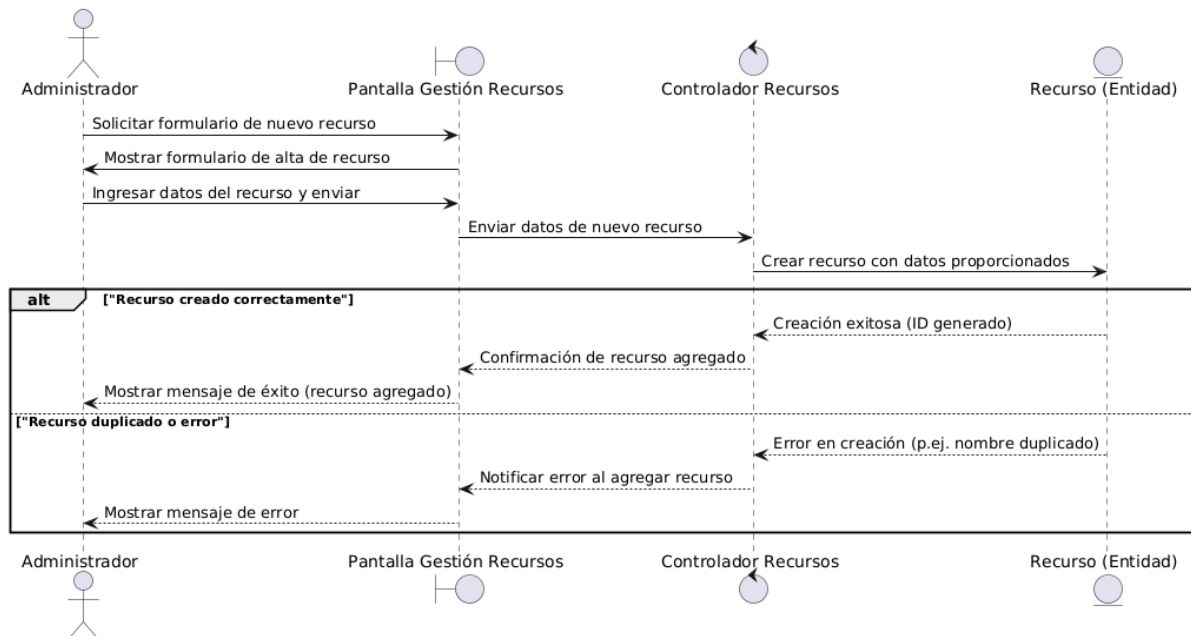 Administrador
Pantalla Gestión Recursos
Controlador Recursos
Recurso (Entidad)
Solicitar formulario de nuevo recurso
Mostrar formulario de alta de recurso
Ingresar datos del recurso y enviar
Enviar datos de nuevo recurso
Crear recurso con datos proporcionados
alt
["Recurso creado correctamente"]
Creación exitosa (ID generado)
Confirmación de recurso agregado
Mostrar mensaje de éxito (recurso agregado)
["Recurso duplicado o error"]
Error en creación (p.ej. nombre duplicado)
Notificar error al agregar recurso
Mostrar mensaje de error
Administrador
Pantalla Gestión Recursos
Controlador Recursos
Recurso (Entidad)